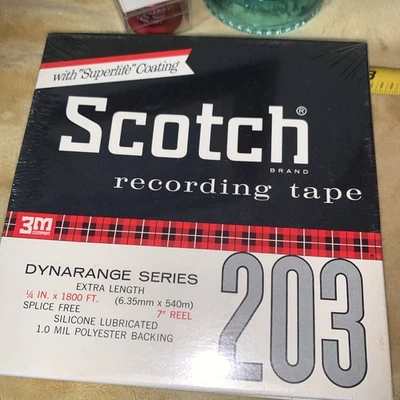 with "Superlife" Coating
Scotch®
BRAND
recording tape
3M
COMPANY
DYNARANGE SERIES
EXTRA LENGTH
¼ IN. x 1800 FT. (6.35mm x 540m)
SPLICE FREE 7" REEL
SILICONE LUBRICATED
1.0 MIL POLYESTER BACKING
203